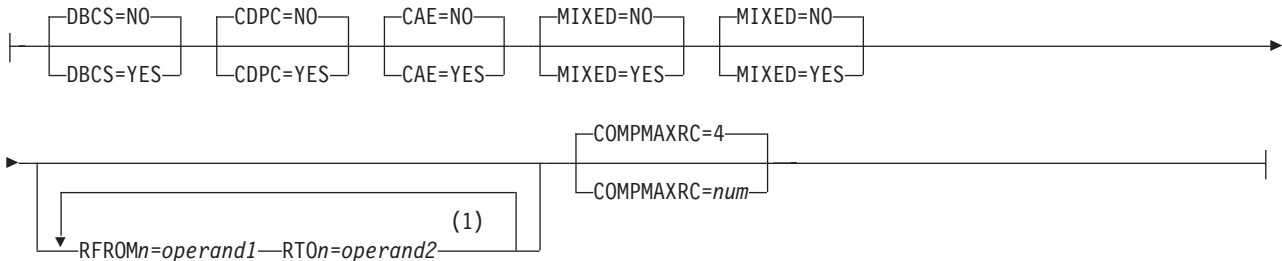 DBCS=NO CDPC=NO CAE=NO MIXED=NO MIXED=NO
DBCS=YES CDPC=YES CAE=YES MIXED=YES MIXED=YES
COMPMAXRC=4
COMPMAXRC=num
(1)
RFROMn=operand1 RTOn=operand2